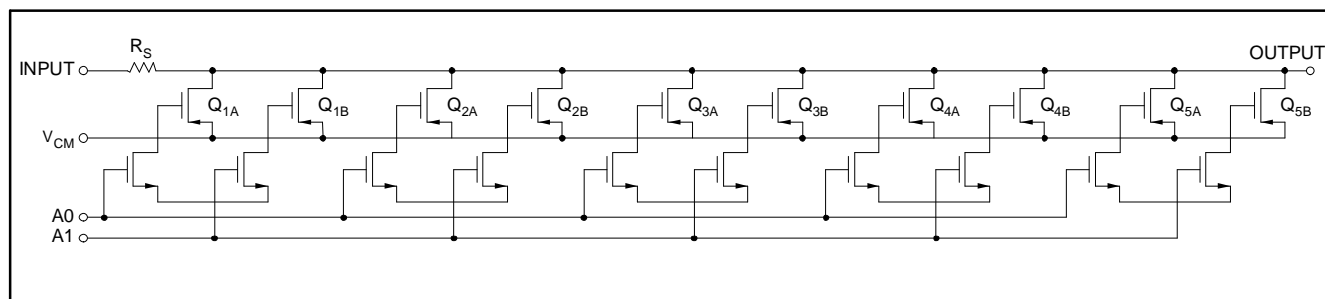 R_S
INPUT
OUTPUT
Q_1A
Q_1B
Q_2A
Q_2B
Q_3A
Q_3B
Q_4A
Q_4B
Q_5A
Q_5B
V_CM
A0
A1